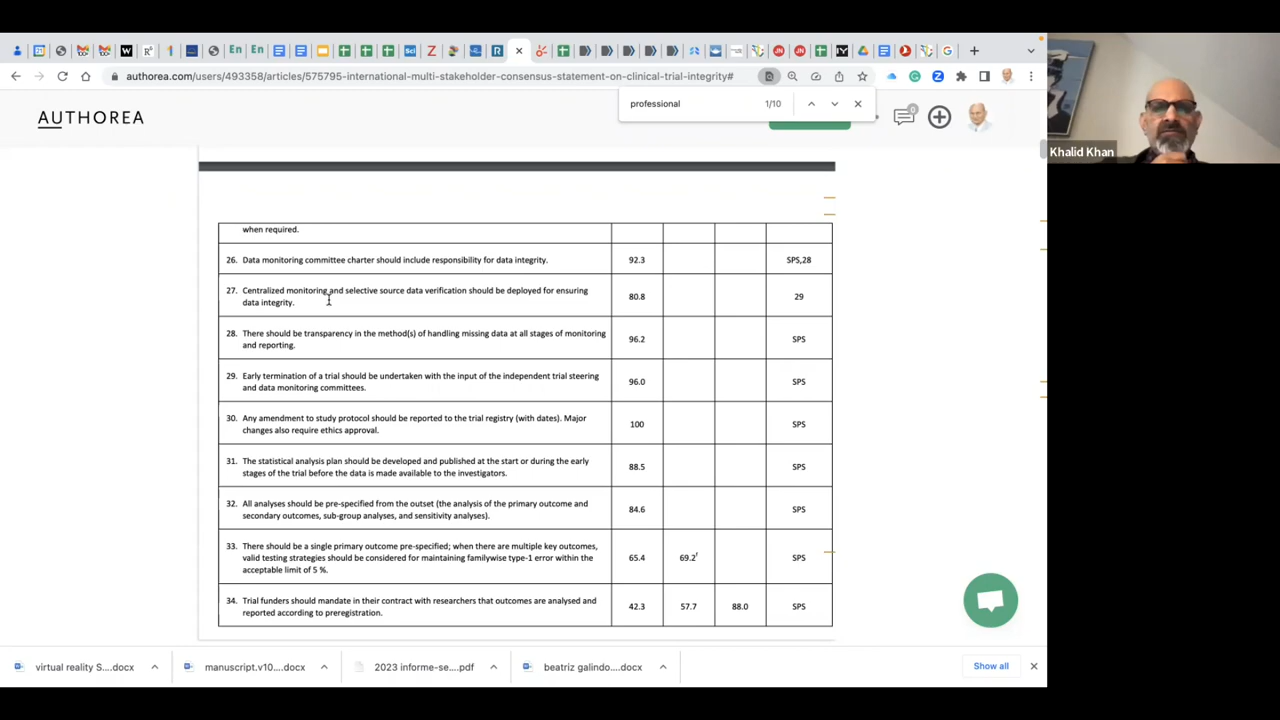 authorea.com/users/493358/articles/575795-international-multi-stakeholder-consensus-statement-on-clinical-trial-integrity#
professional 1/10
AUTHOREA
0
Khalid Khan
when required.
26. Data monitoring committee charter should include responsibility for data integrity. 92.3 SPS,28
27. Centralized monitoring and selective source data verification should be deployed for ensuring
data integrity. 80.8 29
28. There should be transparency in the method(s) of handling missing data at all stages of monitoring
and reporting. 96.2 SPS
29. Early termination of a trial should be undertaken with the input of the independent trial steering
and data monitoring committees. 96.0 SPS
30. Any amendment to study protocol should be reported to the trial registry (with dates). Major
changes also require ethics approval. 100 SPS
31. The statistical analysis plan should be developed and published at the start or during the early
stages of the trial before the data is made available to the investigators. 88.5 SPS
32. All analyses should be pre-specified from the outset (the analysis of the primary outcome and
secondary outcomes, sub-group analyses, and sensitivity analyses). 84.6 SPS
33. There should be a single primary outcome pre-specified; when there are multiple key outcomes,
valid testing strategies should be considered for maintaining familywise type-1 error within the
acceptable limit of 5 %. 65.4 69.2 SPS
34. Trial funders should mandate in their contract with researchers that outcomes are analysed and
reported according to preregistration. 42.3 57.7 88.0 SPS
virtual reality S....docx
manuscript.v10....docx
2023 informe-se....pdf
beatriz galindo....docx
Show all